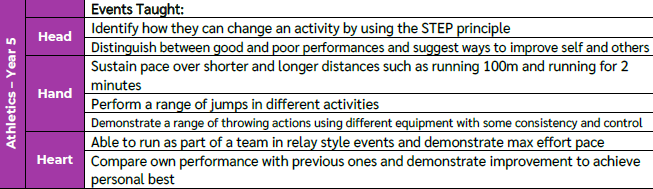 Athletics – Year 5
Events Taught:
Head
Identify how they can change an activity by using the STEP principle
Distinguish between good and poor performances and suggest ways to improve self and others
Hand
Sustain pace over shorter and longer distances such as running 100m and running for 2
minutes
Perform a range of jumps in different activities
Demonstrate a range of throwing actions using different equipment with some consistency and control
Heart
Able to run as part of a team in relay style events and demonstrate max effort pace
Compare own performance with previous ones and demonstrate improvement to achieve
personal best